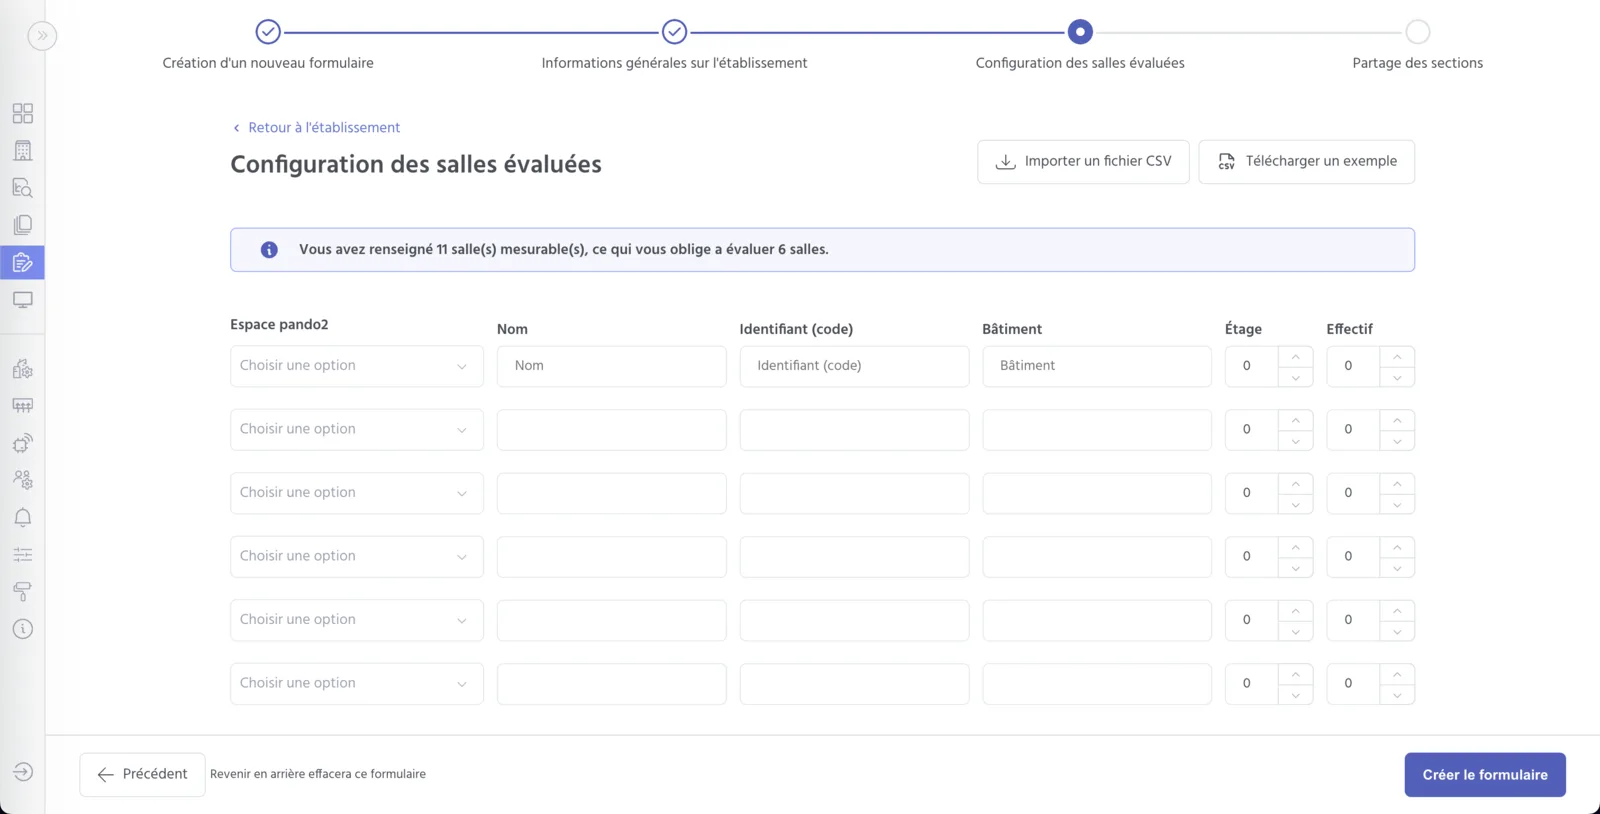 Création d'un nouveau formulaire
Informations générales sur l'établissement
Configuration des salles évaluées
Partage des sections
Retour à l'établissement
Configuration des salles évaluées
Importer un fichier CSV
CSV
Télécharger un exemple
Vous avez renseigné 11 salle(s) mesurable(s), ce qui vous oblige a évaluer 6 salles.
Espace pando2 Nom Identifiant (code) Bâtiment Étage Effectif
Choisir une option Nom Identifiant (code) Bâtiment 0 0
Choisir une option 0 0
Choisir une option 0 0
Choisir une option 0 0
Choisir une option 0 0
Choisir une option 0 0
Précédent
Revenir en arrière effacera ce formulaire
Créer le formulaire